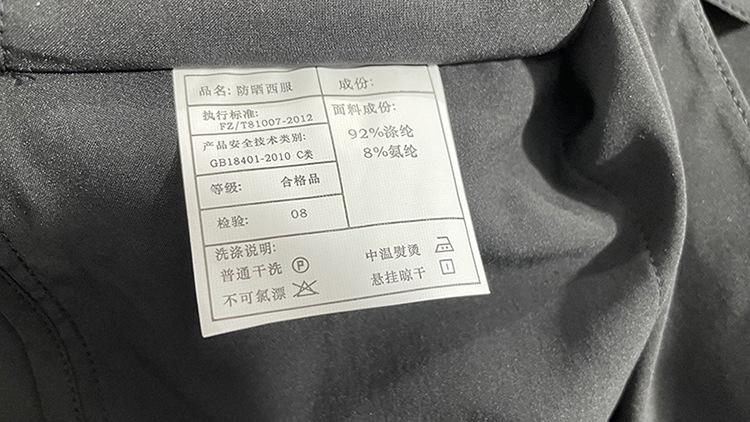 品名: 防晒西服
成份:
执行标准:
FZ/T81007-2012
产品安全技术类别:
GB18401-2010 C类
等级: 合格品
检验: 08
面料成份:
92%涤纶
8%氨纶
洗涤说明:
普通干洗 P
中温熨烫
不可氯漂
悬挂晾干